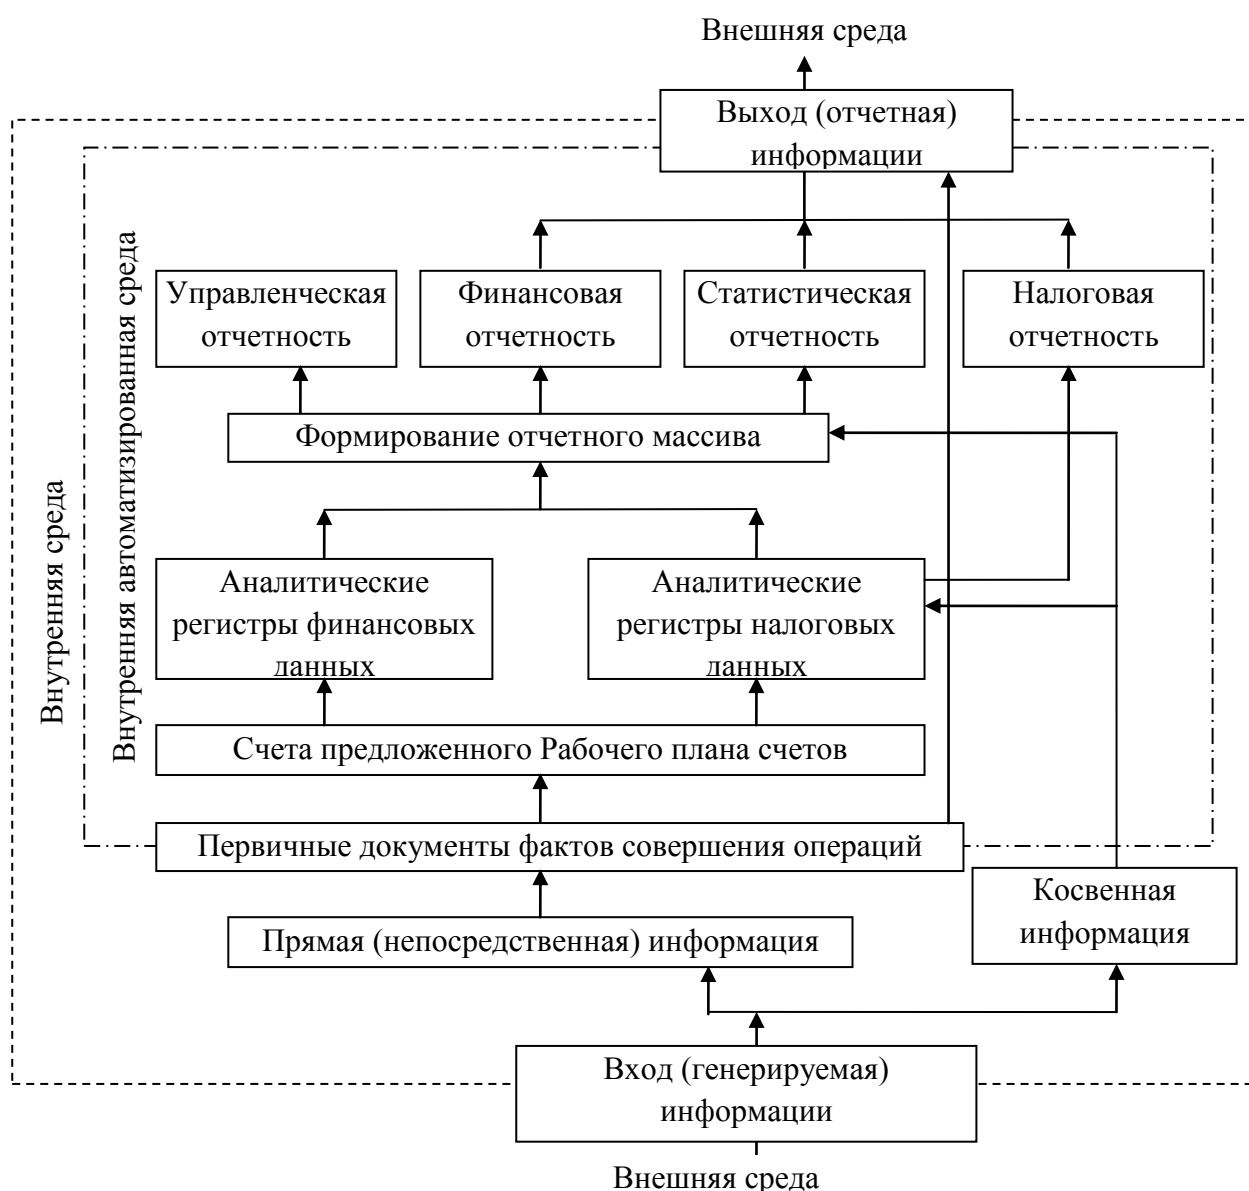 Внешняя среда
Выход (отчетная)
информации
Управленческая
отчетность
Финансовая
отчетность
Статистическая
отчетность
Налоговая
отчетность
Формирование отчетного массива
Аналитические
регистры финансовых
данных
Аналитические
регистры налоговых
данных
Счета предложенного Рабочего плана счетов
Первичные документы фактов совершения операций
Прямая (непосредственная) информация
Косвенная
информация
Вход (генерируемая)
информации
Внешняя среда
Внутренняя среда
Внутренняя автоматизированная среда